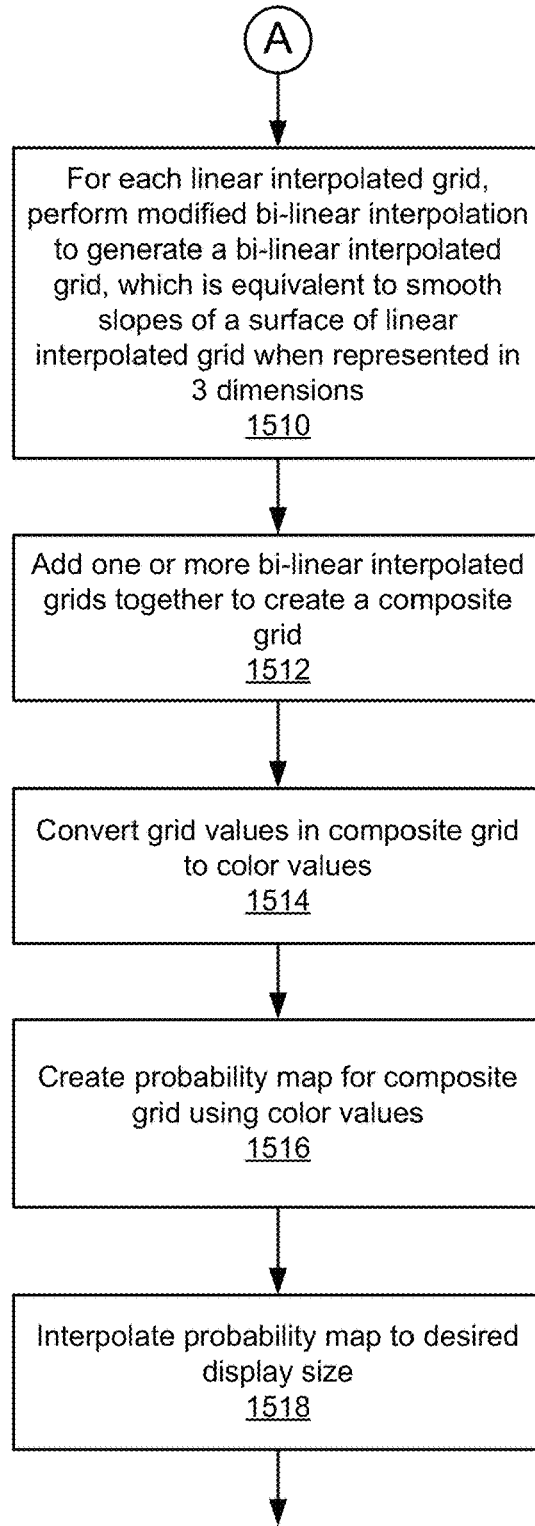 A
For each linear interpolated grid,
perform modified bi-linear interpolation
to generate a bi-linear interpolated
grid, which is equivalent to smooth
slopes of a surface of linear
interpolated grid when represented in
3 dimensions
1510
Add one or more bi-linear interpolated
grids together to create a composite
grid
1512
Convert grid values in composite grid
to color values
1514
Create probability map for composite
grid using color values
1516
Interpolate probability map to desired
display size
1518